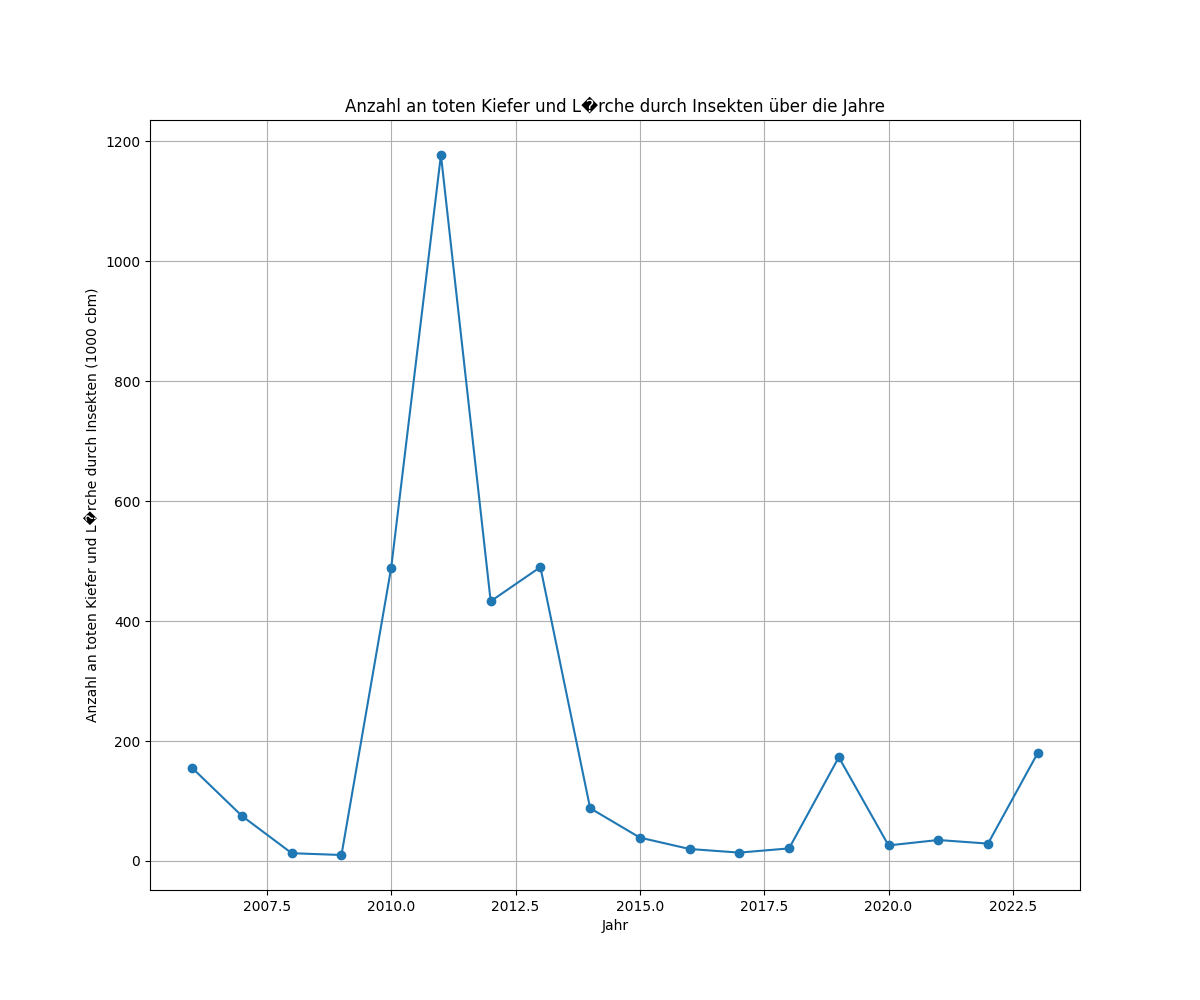 Anzahl an toten Kiefer und L�rche durch Insekten über die Jahre
Anzahl an toten Kiefer und L�rche durch Insekten (1000 cbm)
1200
1000
800
600
400
200
0
2007.5 2010.0 2012.5 2015.0 2017.5 2020.0 2022.5
Jahr